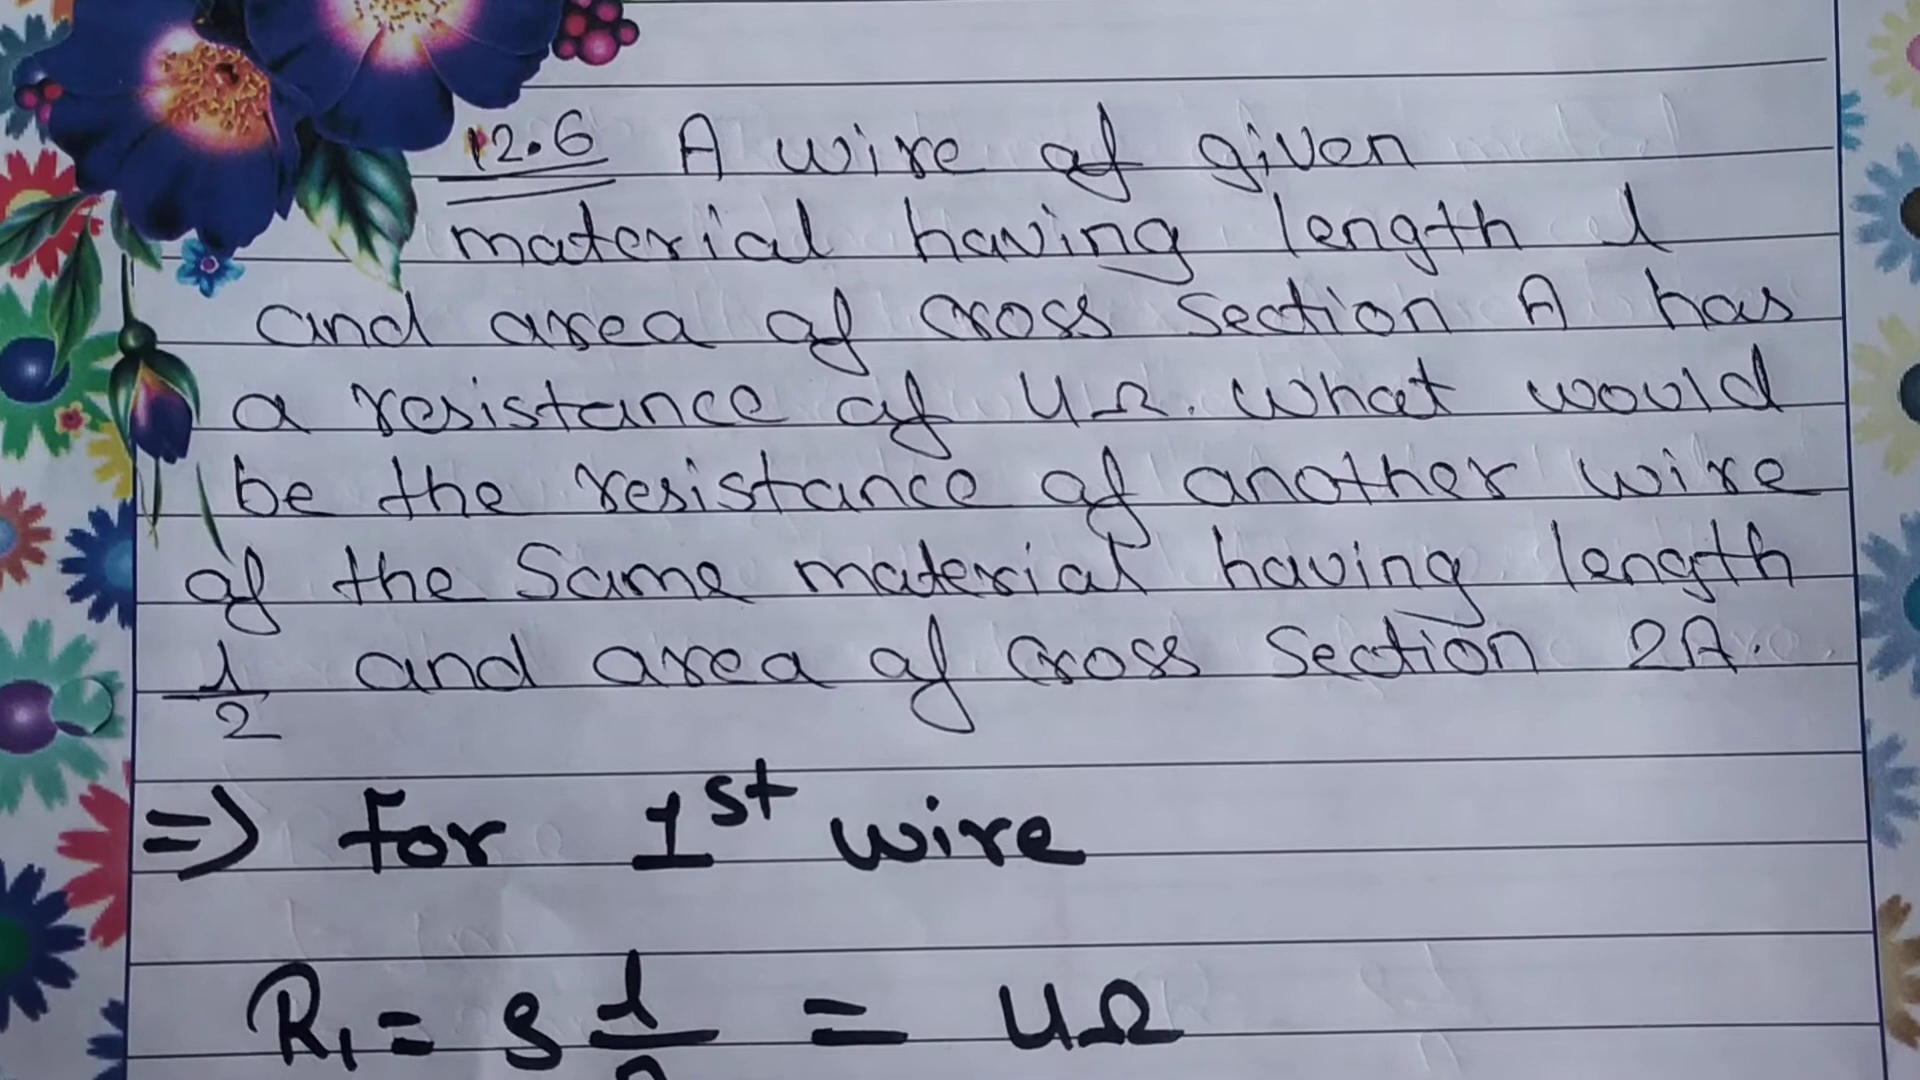 12.6 A wire of given
material having length l
and area of cross section A has
a resistance of 4Ω. What would
be the resistance of another wire
of the same material having length
l/2 and area of cross section 2A.
=> For 1st wire
R₁ = ρ l/A = 4Ω